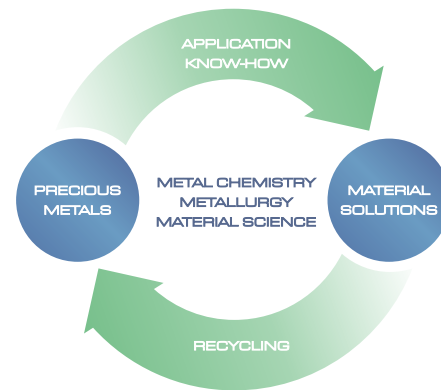 APPLICATION
KNOW-HOW
PRECIOUS
METALS
METAL CHEMISTRY
METALLURGY
MATERIAL SCIENCE
MATERIAL
SOLUTIONS
RECYCLING